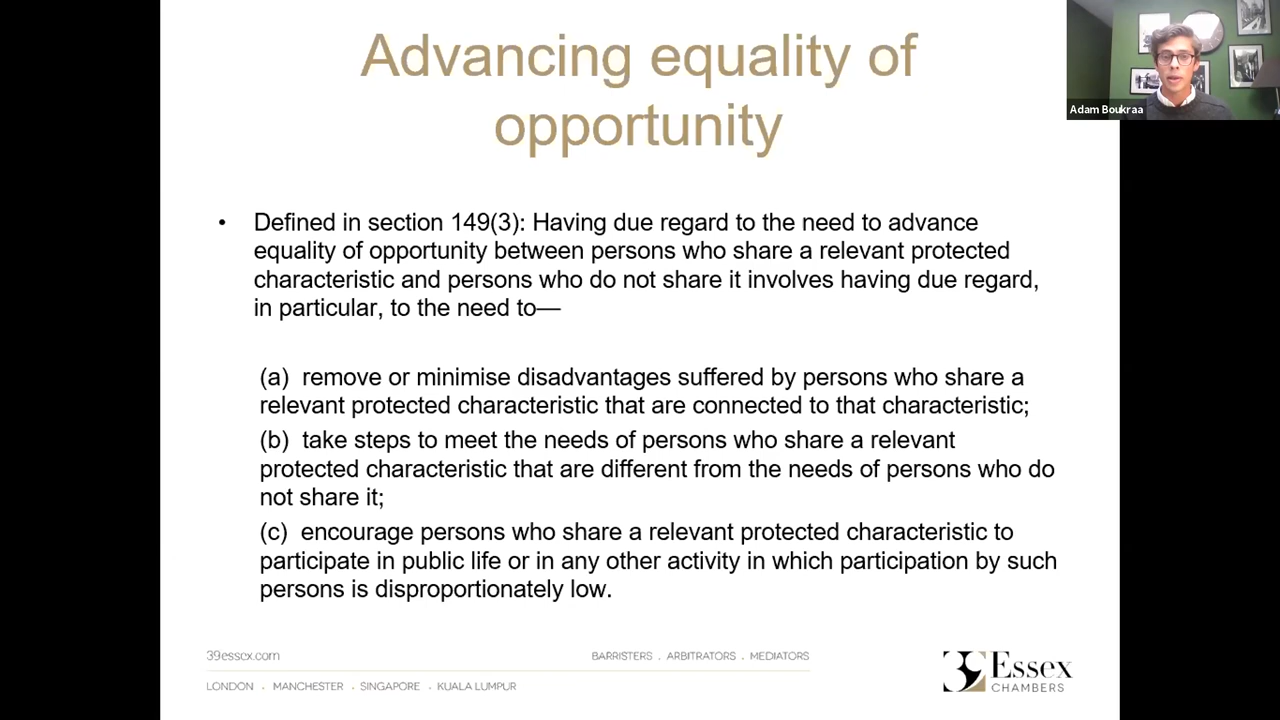 Advancing equality of
opportunity
Adam Boukraa
• Defined in section 149(3): Having due regard to the need to advance
equality of opportunity between persons who share a relevant protected
characteristic and persons who do not share it involves having due regard,
in particular, to the need to—
(a) remove or minimise disadvantages suffered by persons who share a
relevant protected characteristic that are connected to that characteristic;
(b) take steps to meet the needs of persons who share a relevant
protected characteristic that are different from the needs of persons who do
not share it;
(c) encourage persons who share a relevant protected characteristic to
participate in public life or in any other activity in which participation by such
persons is disproportionately low.
39essex.com
BARRISTERS . ARBITRATORS . MEDIATORS
LONDON . MANCHESTER . SINGAPORE . KUALA LUMPUR
39 Essex
CHAMBERS